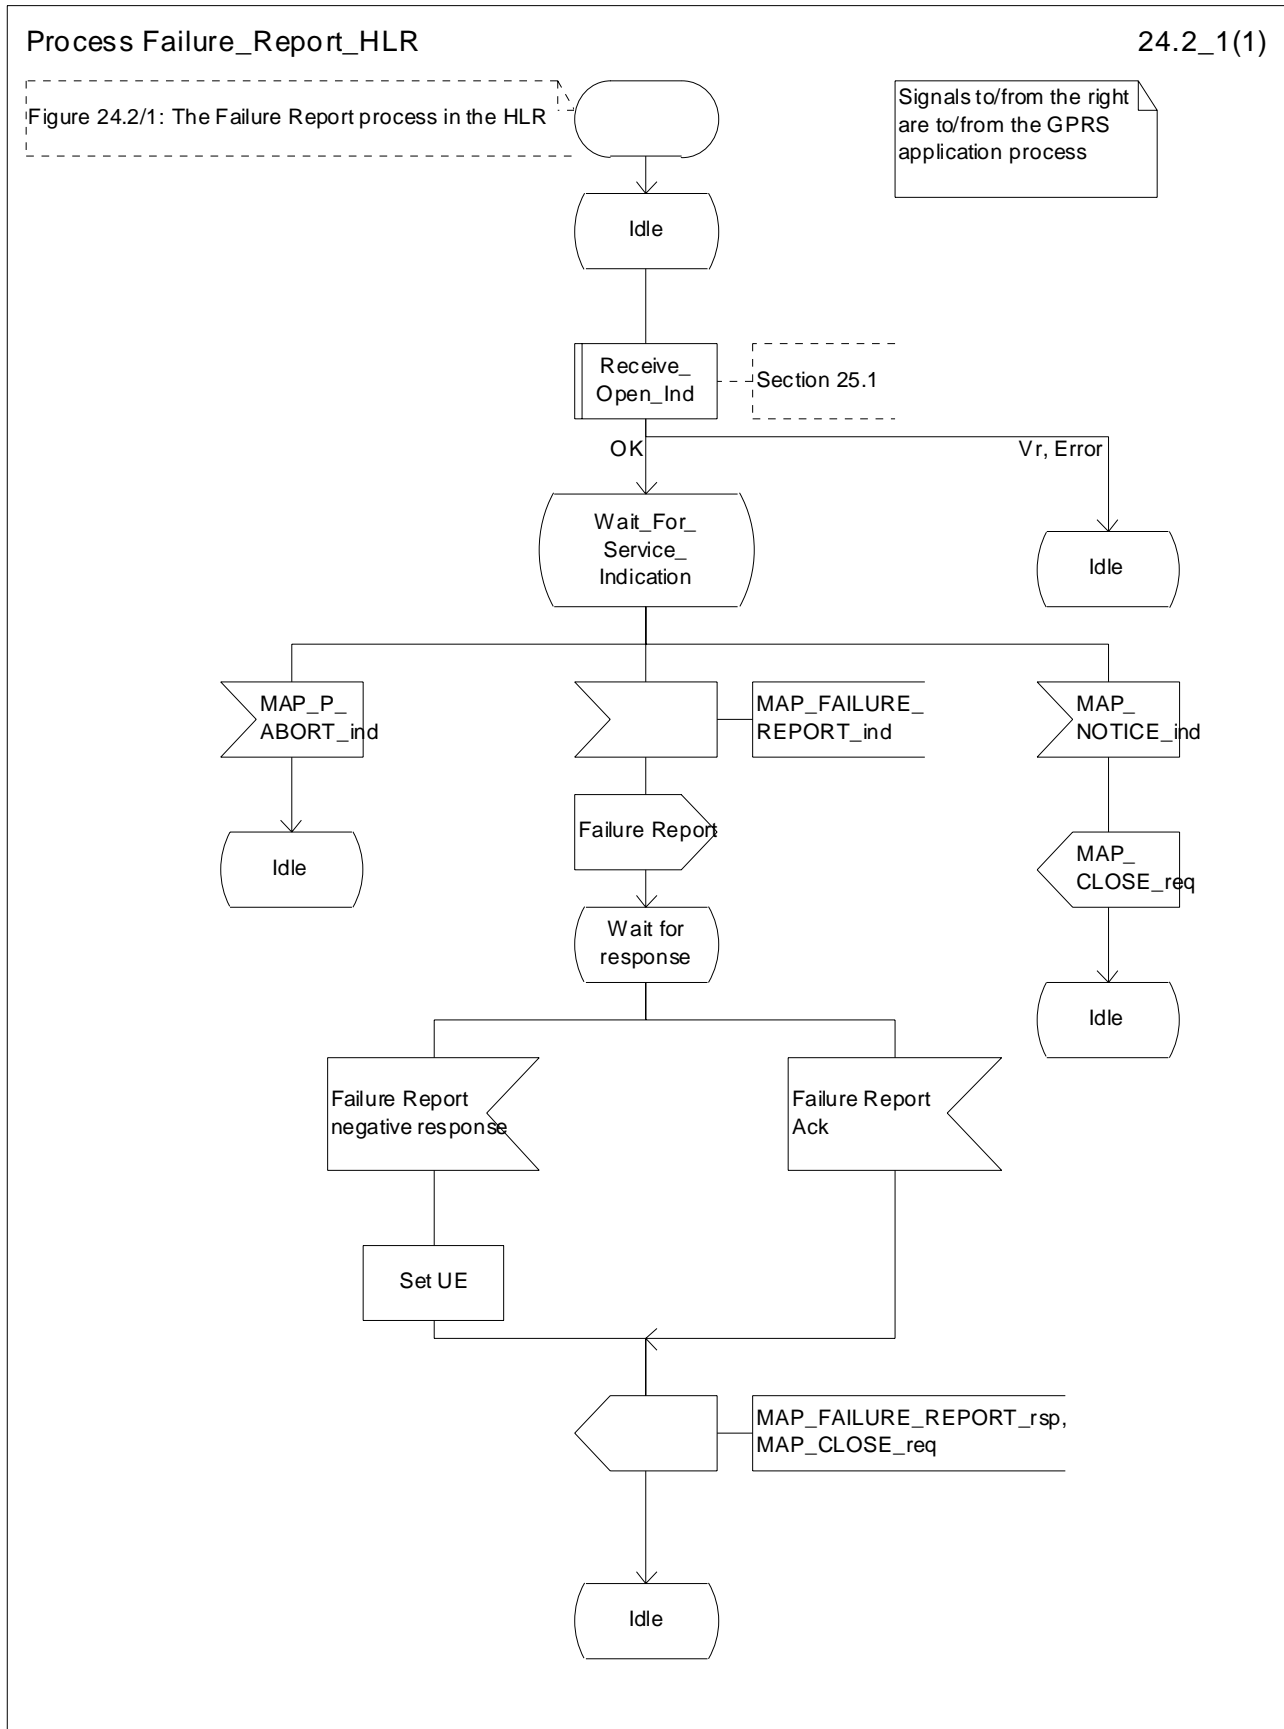 Process Failure_Report_HLR
24.2_1(1)
Figure 24.2/1: The Failure Report process in the HLR
Signals to/from the right
are to/from the GPRS
application process
Idle
Receive_
Open_Ind
Section 25.1
OK
Vr, Error
Wait_For_
Service_
Indication
Idle
MAP_P_
ABORT_ind
MAP_FAILURE_
REPORT_ind
MAP_
NOTICE_ind
Failure Report
Idle
MAP_
CLOSE_req
Wait for
response
Idle
Failure Report
negative response
Failure Report
Ack
Set UE
MAP_FAILURE_REPORT_rsp,
MAP_CLOSE_req
Idle